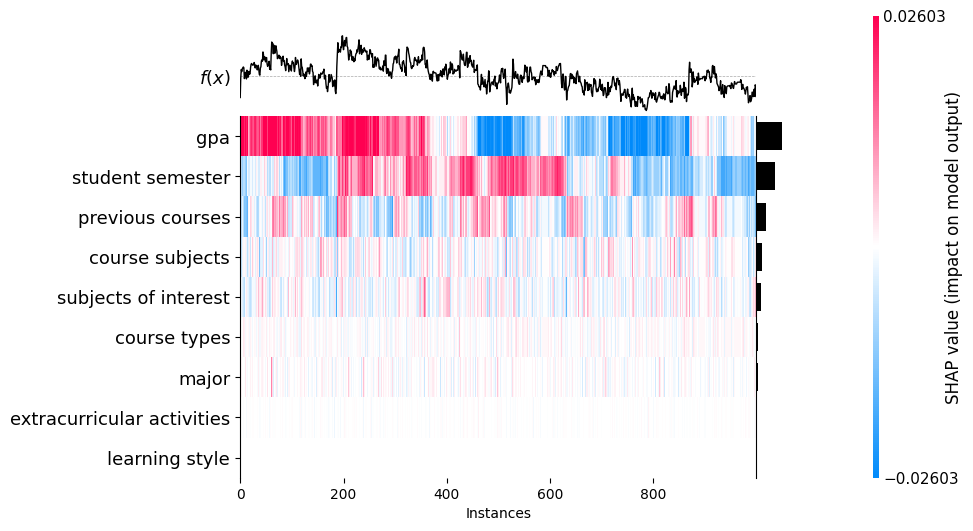 0.02603
f(x)
gpa
student semester
previous courses
course subjects
subjects of interest
course types
major
extracurricular activities
learning style
0 200 400 600 800
Instances
−0.02603
SHAP value (impact on model output)